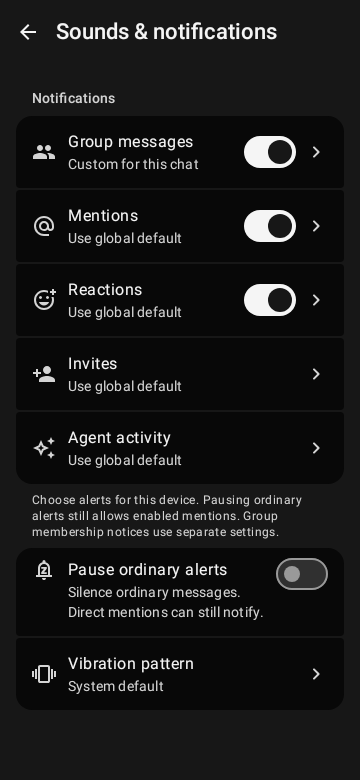 Sounds & notifications
Notifications
Group messages
Custom for this chat
Mentions
Use global default
Reactions
Use global default
Invites
Use global default
Agent activity
Use global default
Choose alerts for this device. Pausing ordinary
alerts still allows enabled mentions. Group
membership notices use separate settings.
Pause ordinary alerts
Silence ordinary messages.
Direct mentions can still notify.
Vibration pattern
System default